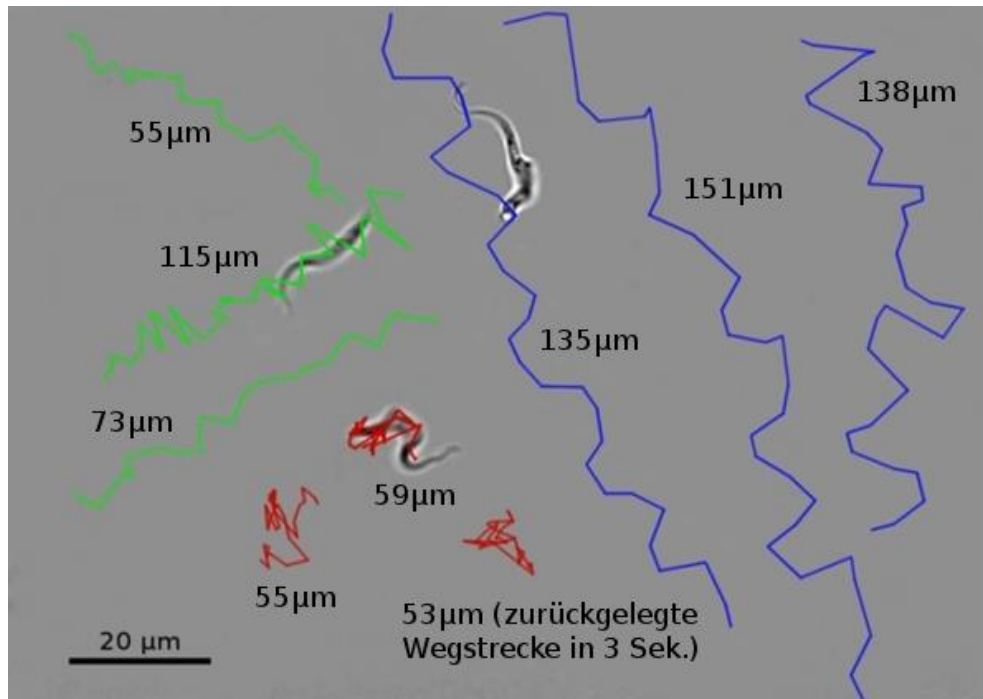 138µm
55µm
151µm
115µm
135µm
73µm
59µm
55µm
53µm (zurückgelegte
Wegstrecke in 3 Sek.)
20 µm